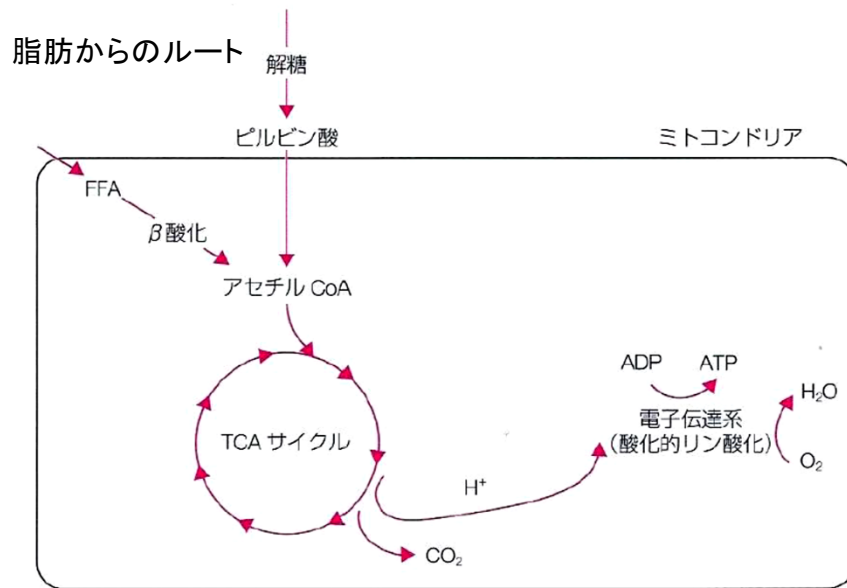 脂肪からのルート
解糖
ピルビン酸
ミトコンドリア
FFA
β酸化
アセチル CoA
ADP ATP
H₂O
電子伝達系
(酸化的リン酸化)
O₂
TCA サイクル
H⁺
CO₂